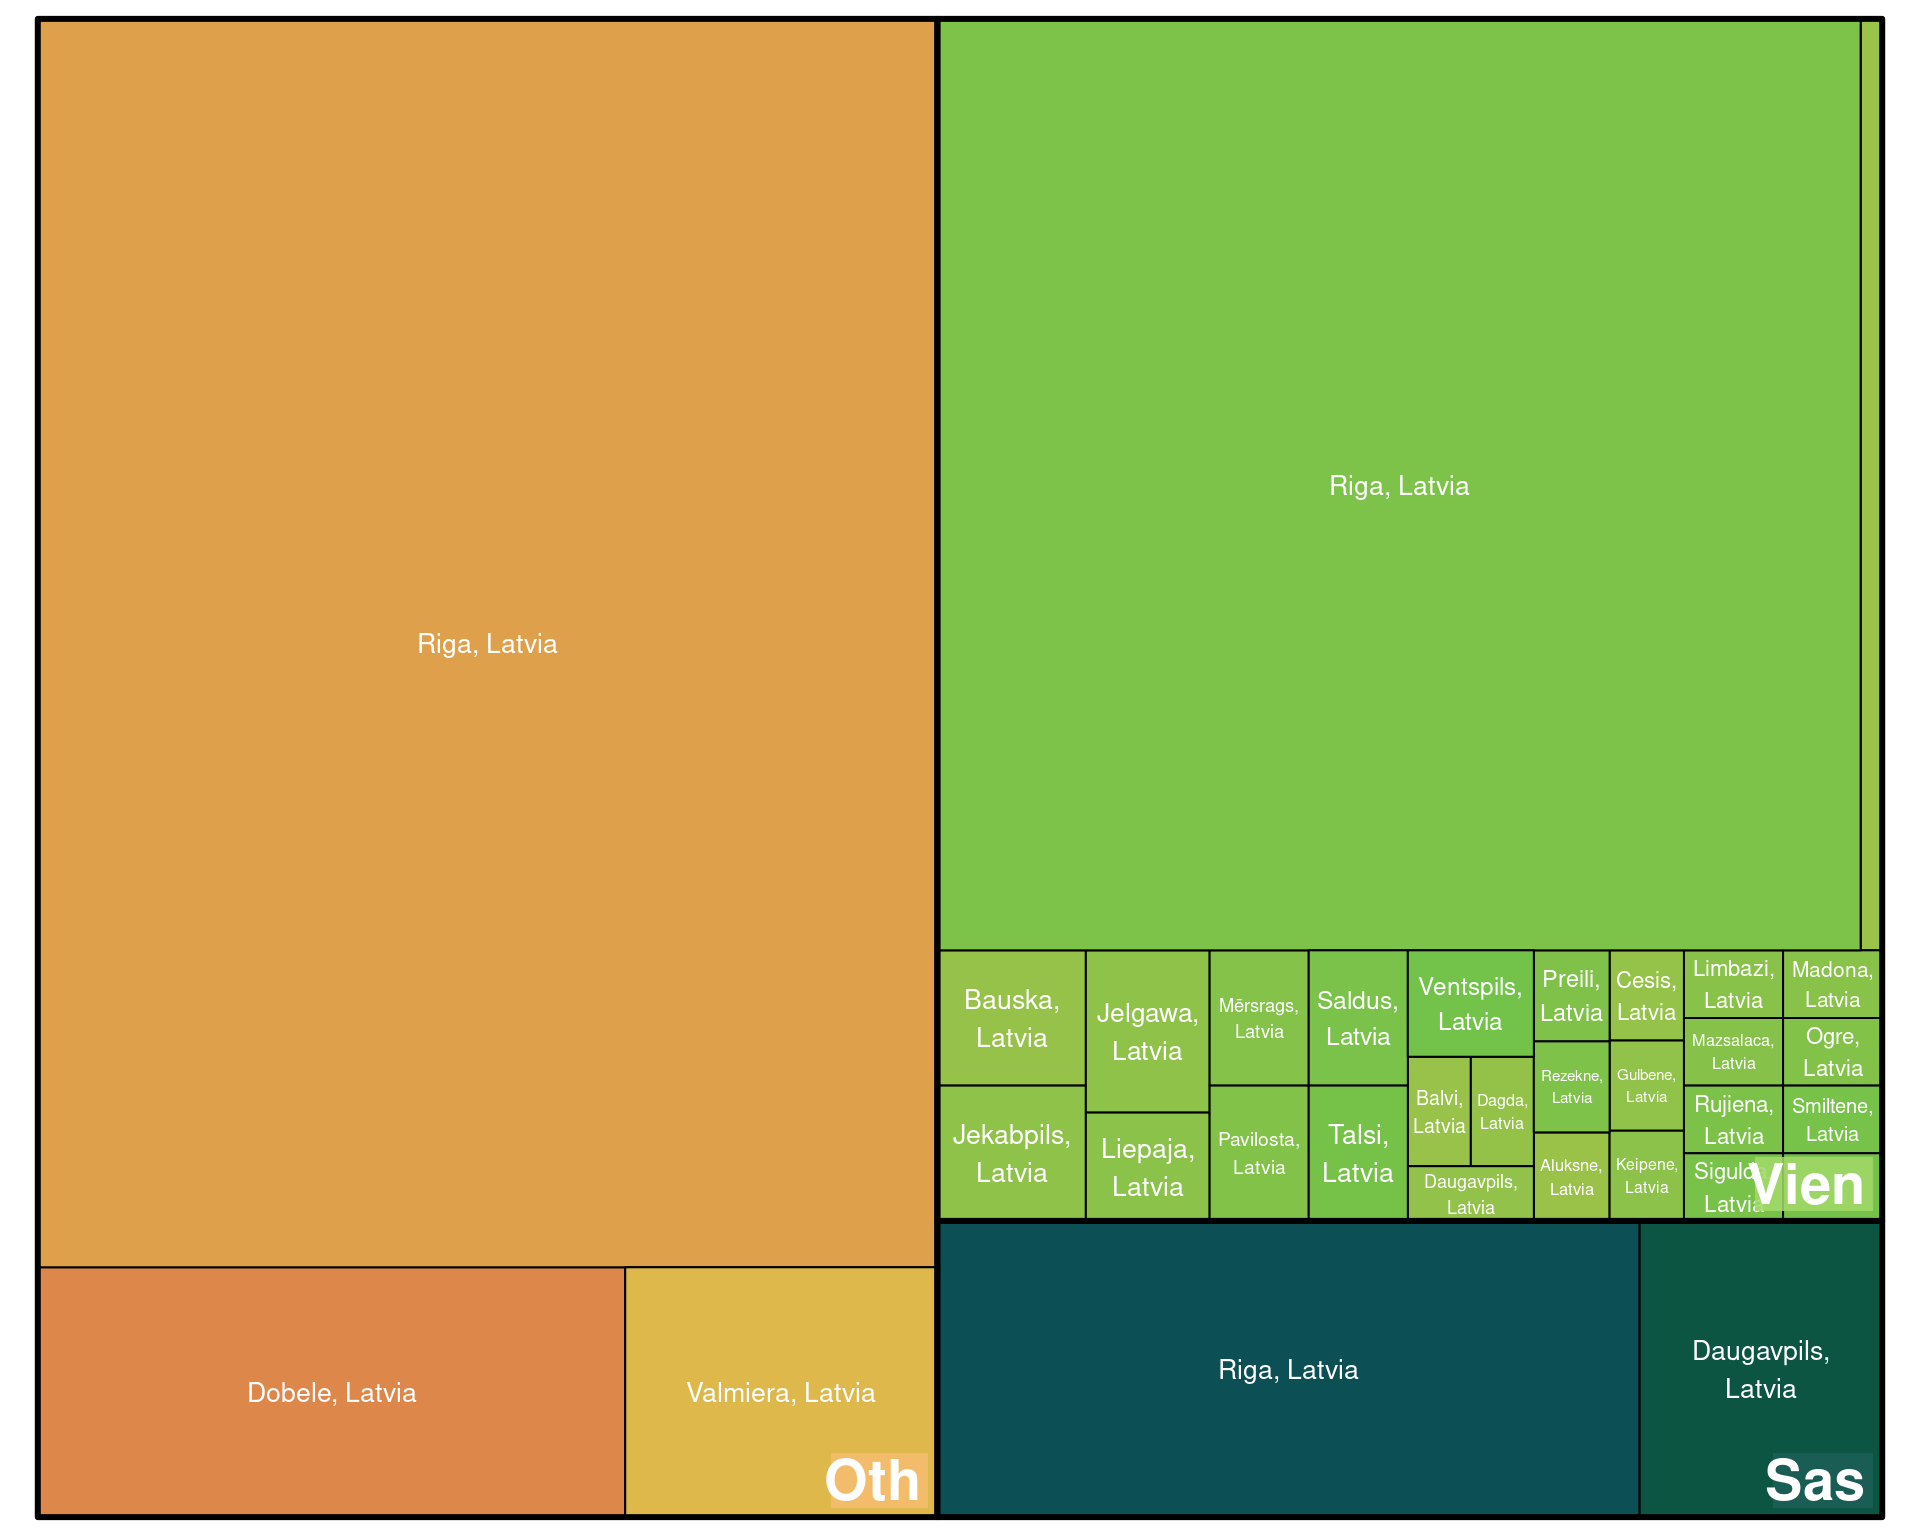 Riga, Latvia
Dobele, Latvia
Valmiera, Latvia
Oth
Riga, Latvia
Bauska,
Latvia
Jekabpils,
Latvia
Jelgawa,
Latvia
Liepaja,
Latvia
Mērsrags,
Latvia
Pavilosta,
Latvia
Saldus,
Latvia
Talsi,
Latvia
Ventspils,
Latvia
Balvi,
Latvia
Dagda,
Latvia
Daugavpils,
Latvia
Preili,
Latvia
Rezekne,
Latvia
Aluksne,
Latvia
Cesis,
Latvia
Gulbene,
Latvia
Keipene,
Latvia
Limbazi,
Latvia
Mazsalaca,
Latvia
Rujiena,
Latvia
Latvia
Madona,
Latvia
Ogre,
Latvia
Smiltene,
Latvia
Vien
Riga, Latvia
Daugavpils,
Latvia
Sas